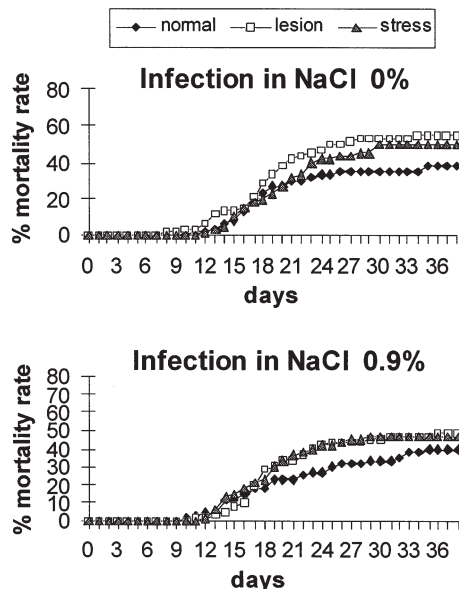 normal lesion stress
Infection in NaCl 0%
% mortality rate
80
60
40
20
0
0 3 6 9 12 15 18 21 24 27 30 33 36
days
Infection in NaCl 0.9%
% mortality rate
80
70
60
50
40
30
20
10
0
0 3 6 9 12 15 18 21 24 27 30 33 36
days